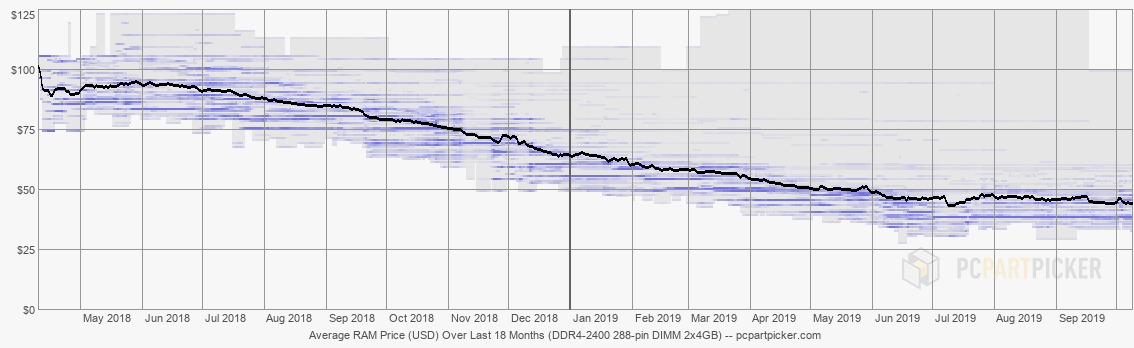 $125
$100
$75
$50
$25
$0
PCPARTPICKER
May 2018 Jun 2018 Jul 2018 Aug 2018 Sep 2018 Oct 2018 Nov 2018 Dec 2018 Jan 2019 Feb 2019 Mar 2019 Apr 2019 May 2019 Jun 2019 Jul 2019 Aug 2019 Sep 2019
Average RAM Price (USD) Over Last 18 Months (DDR4-2400 288-pin DIMM 2x4GB) -- pcpartpicker.com